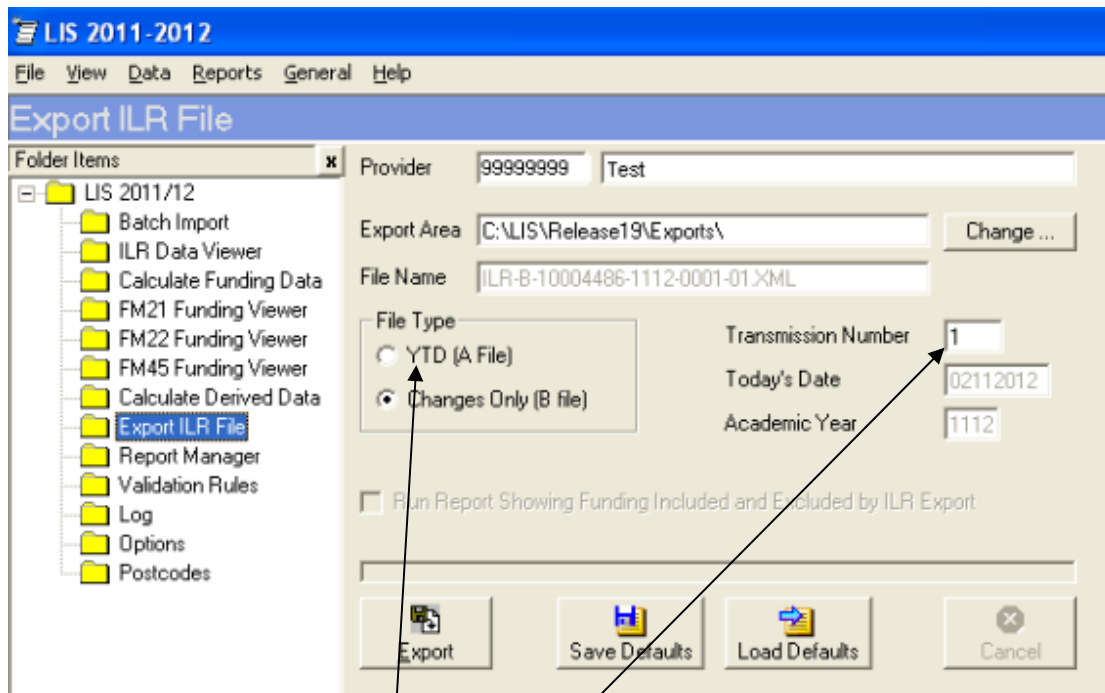 LIS 2011-2012
File View Data Reports General Help
Export ILR File
Folder Items x
LIS 2011/12
Batch Import
ILR Data Viewer
Calculate Funding Data
FM21 Funding Viewer
FM22 Funding Viewer
FM45 Funding Viewer
Calculate Derived Data
Export ILR File
Report Manager
Validation Rules
Log
Options
Postcodes
Provider 99999999 Test
Export Area C:\LIS\Release19\Exports\ Change ...
File Name ILR-B-10004486-1112-0001-01.XML
File Type
YTD (A File)
Changes Only (B file)
Transmission Number 1
Today's Date 02112012
Academic Year 1112
Run Report Showing Funding Included and Excluded by ILR Export
Export Save Defaults Load Defaults Cancel